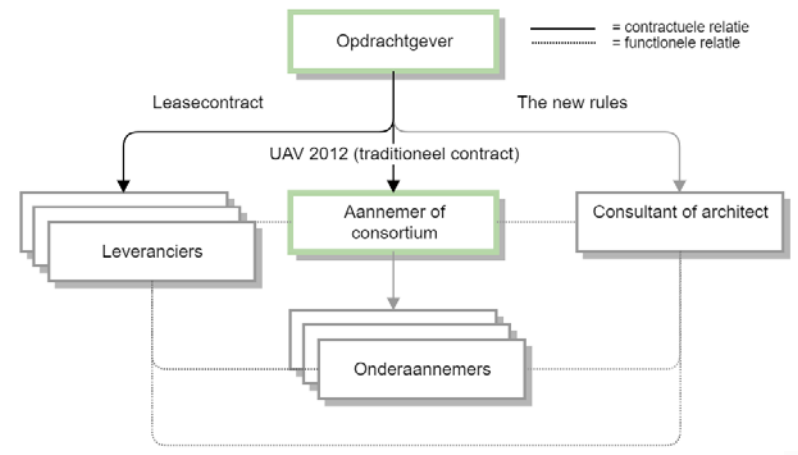 Opdrachtgever
= contractuele relatie
= functionele relatie
Leasecontract
The new rules
UAV 2012 (traditioneel contract)
Leveranciers
Aannemer of
consortium
Consultant of architect
Onderaannemers